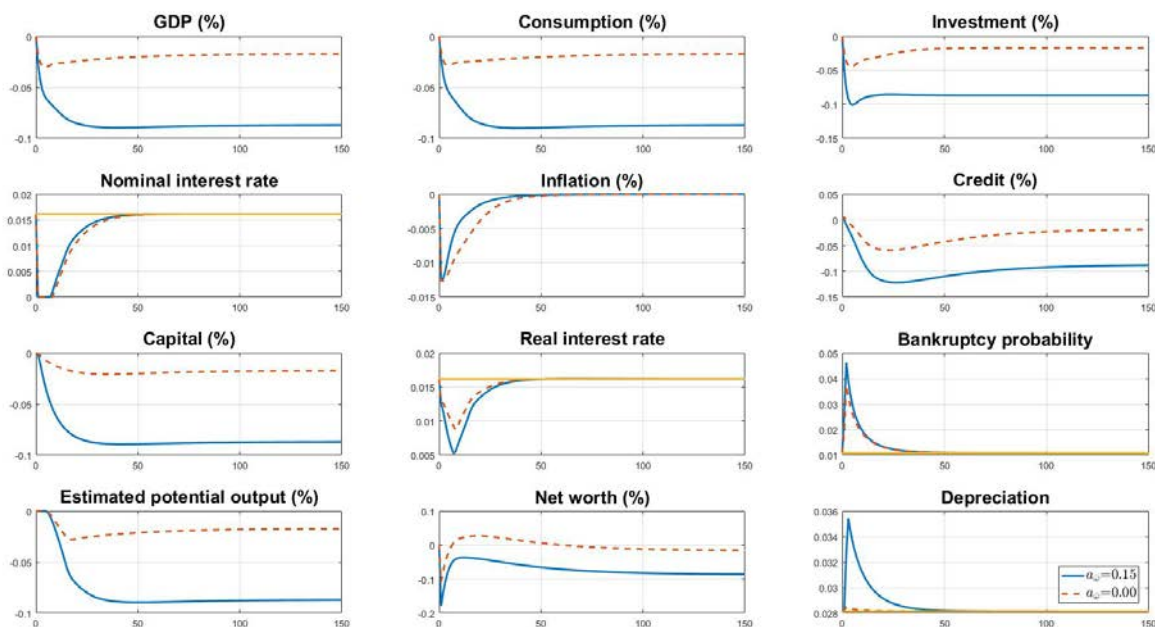 GDP (%) Consumption (%) Investment (%)
0 0 0
-0.05 -0.05 -0.05
-0.1
-0.1 -0.1 -0.15
0 50 100 150 0 50 100 150 0 50 100 150
Nominal interest rate Inflation (%) Credit (%)
0.02 0 0.05
0.015 -0.005 0
0.01 -0.05
0.005 -0.01 -0.1
0 -0.015 -0.15
0 50 100 150 0 50 100 150 0 50 100 150
Capital (%) Real interest rate Bankruptcy probability
0 0.02 0.05
0.04
-0.05 0.015 0.03
0.01 0.02
-0.1 0.005 0.01
0 50 100 150 0 50 100 150 0 50 100 150
Estimated potential output (%) Net worth (%) Depreciation
0 0.1 0.036
0 0.034
-0.05 0.032
-0.1 0.03
-0.1 -0.2 0.028
0 50 100 150 0 50 100 150 0 50 100 150
a_ω=0.15
a_ω=0.00